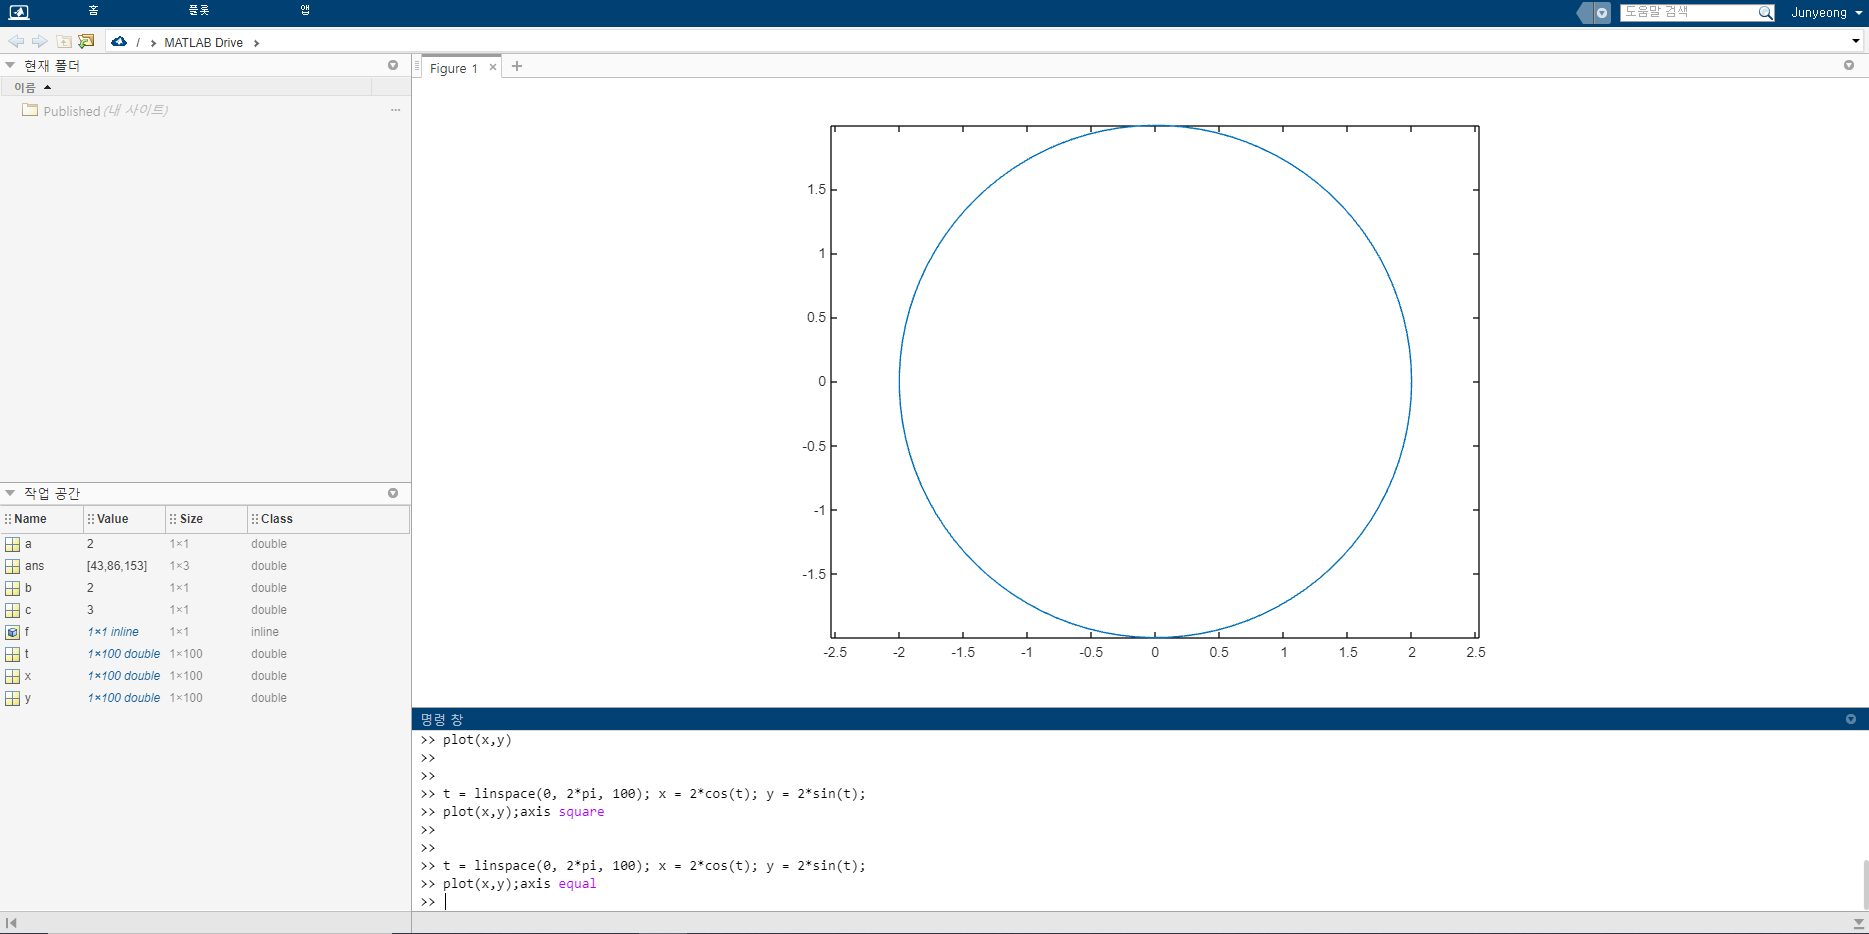 홈 플롯 앱 도움말 검색 Junyeong
/ MATLAB Drive
현재 폴더
이름
Published (내 사이트)
작업 공간
Name Value Size Class
a 2 1×1 double
ans [43,86,153] 1×3 double
b 2 1×1 double
c 3 1×1 double
f 1×1 inline 1×1 inline
t 1×100 double 1×100 double
x 1×100 double 1×100 double
y 1×100 double 1×100 double
Figure 1
1.5
1
0.5
0
-0.5
-1
-1.5
-2.5 -2 -1.5 -1 -0.5 0 0.5 1 1.5 2 2.5
명령 창
>> plot(x,y)
>>
>>
>> t = linspace(0, 2*pi, 100); x = 2*cos(t); y = 2*sin(t);
>> plot(x,y);axis square
>>
>>
>> t = linspace(0, 2*pi, 100); x = 2*cos(t); y = 2*sin(t);
>> plot(x,y);axis equal
>>